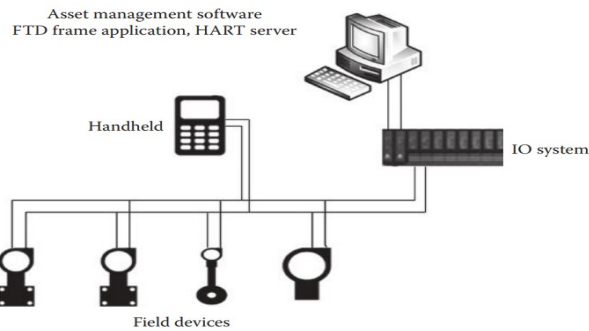 Asset management software
FTD frame application, HART server
Handheld
IO system
Field devices